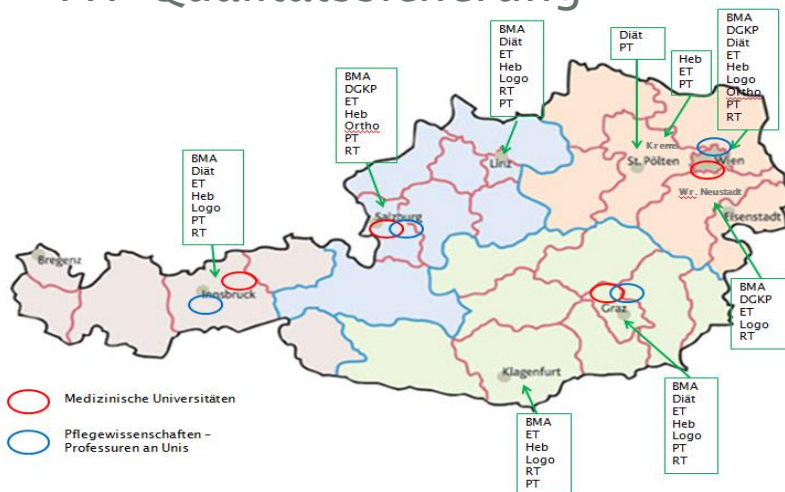 BMA
Diät
ET
Heb
Logo
RT
PT
Diät
PT
Heb
ET
PT
BMA
DGKP
Diät
ET
Heb
Logo
Ortho
PT
RT
BMA
DGKP
ET
Heb
Ortho
PT
RT
BMA
Diät
ET
Heb
Logo
PT
RT
Linz
Krems
St. Pölten
Wien
Wr. Neustadt
Eisenstadt
Salzburg
Bregenz
Innsbruck
Graz
Klagenfurt
BMA
DGKP
ET
Logo
RT
BMA
Diät
ET
Heb
Logo
PT
RT
BMA
ET
Heb
Logo
RT
PT
Medizinische Universitäten
Pflegewissenschaften –
Professuren an Unis